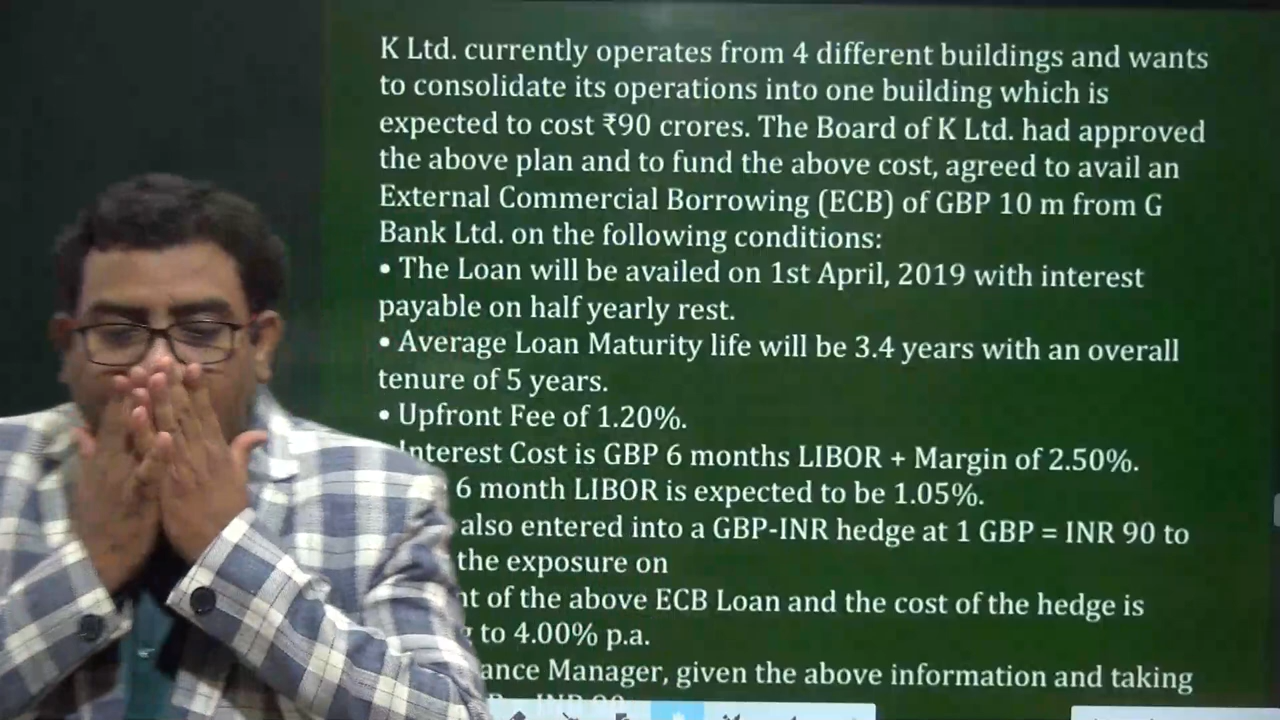 K Ltd. currently operates from 4 different buildings and wants
to consolidate its operations into one building which is
expected to cost ₹90 crores. The Board of K Ltd. had approved
the above plan and to fund the above cost, agreed to avail an
External Commercial Borrowing (ECB) of GBP 10 m from G
Bank Ltd. on the following conditions:
• The Loan will be availed on 1st April, 2019 with interest
payable on half yearly rest.
• Average Loan Maturity life will be 3.4 years with an overall
tenure of 5 years.
• Upfront Fee of 1.20%.
Interest Cost is GBP 6 months LIBOR + Margin of 2.50%.
6 month LIBOR is expected to be 1.05%.
also entered into a GBP-INR hedge at 1 GBP = INR 90 to
the exposure on
of the above ECB Loan and the cost of the hedge is
to 4.00% p.a.
Manager, given the above information and taking